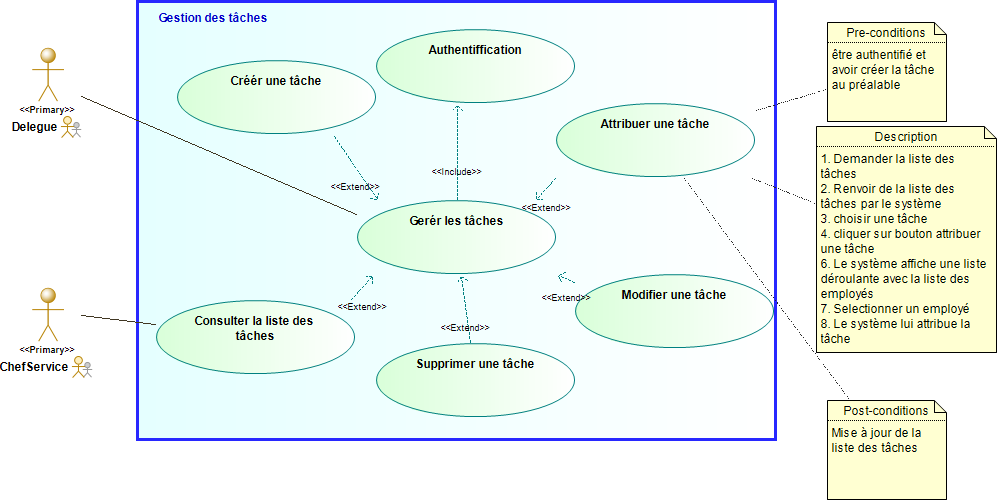 Gestion des tâches
Authentiffication
Créér une tâche
Attribuer une tâche
<<Primary>>
Delegue
<<Extend>>
<<Include>>
<<Extend>>
Gerér les tâches
Modifier une tâche
<<Extend>>
<<Extend>>
<<Extend>>
Consulter la liste des
tâches
Supprimer une tâche
<<Primary>>
ChefService
Pre-conditions
être authentifié et
avoir créer la tâche
au préalable
Description
1. Demander la liste des
tâches
2. Renvoir de la liste des
tâches par le système
3. choisir une tâche
4. cliquer sur bouton attribuer
une tâche
6. Le système affiche une liste
déroulante avec la liste des
employés
7. Selectionner un employé
8. Le système lui attribue la
tâche
Post-conditions
Mise à jour de la
liste des tâches